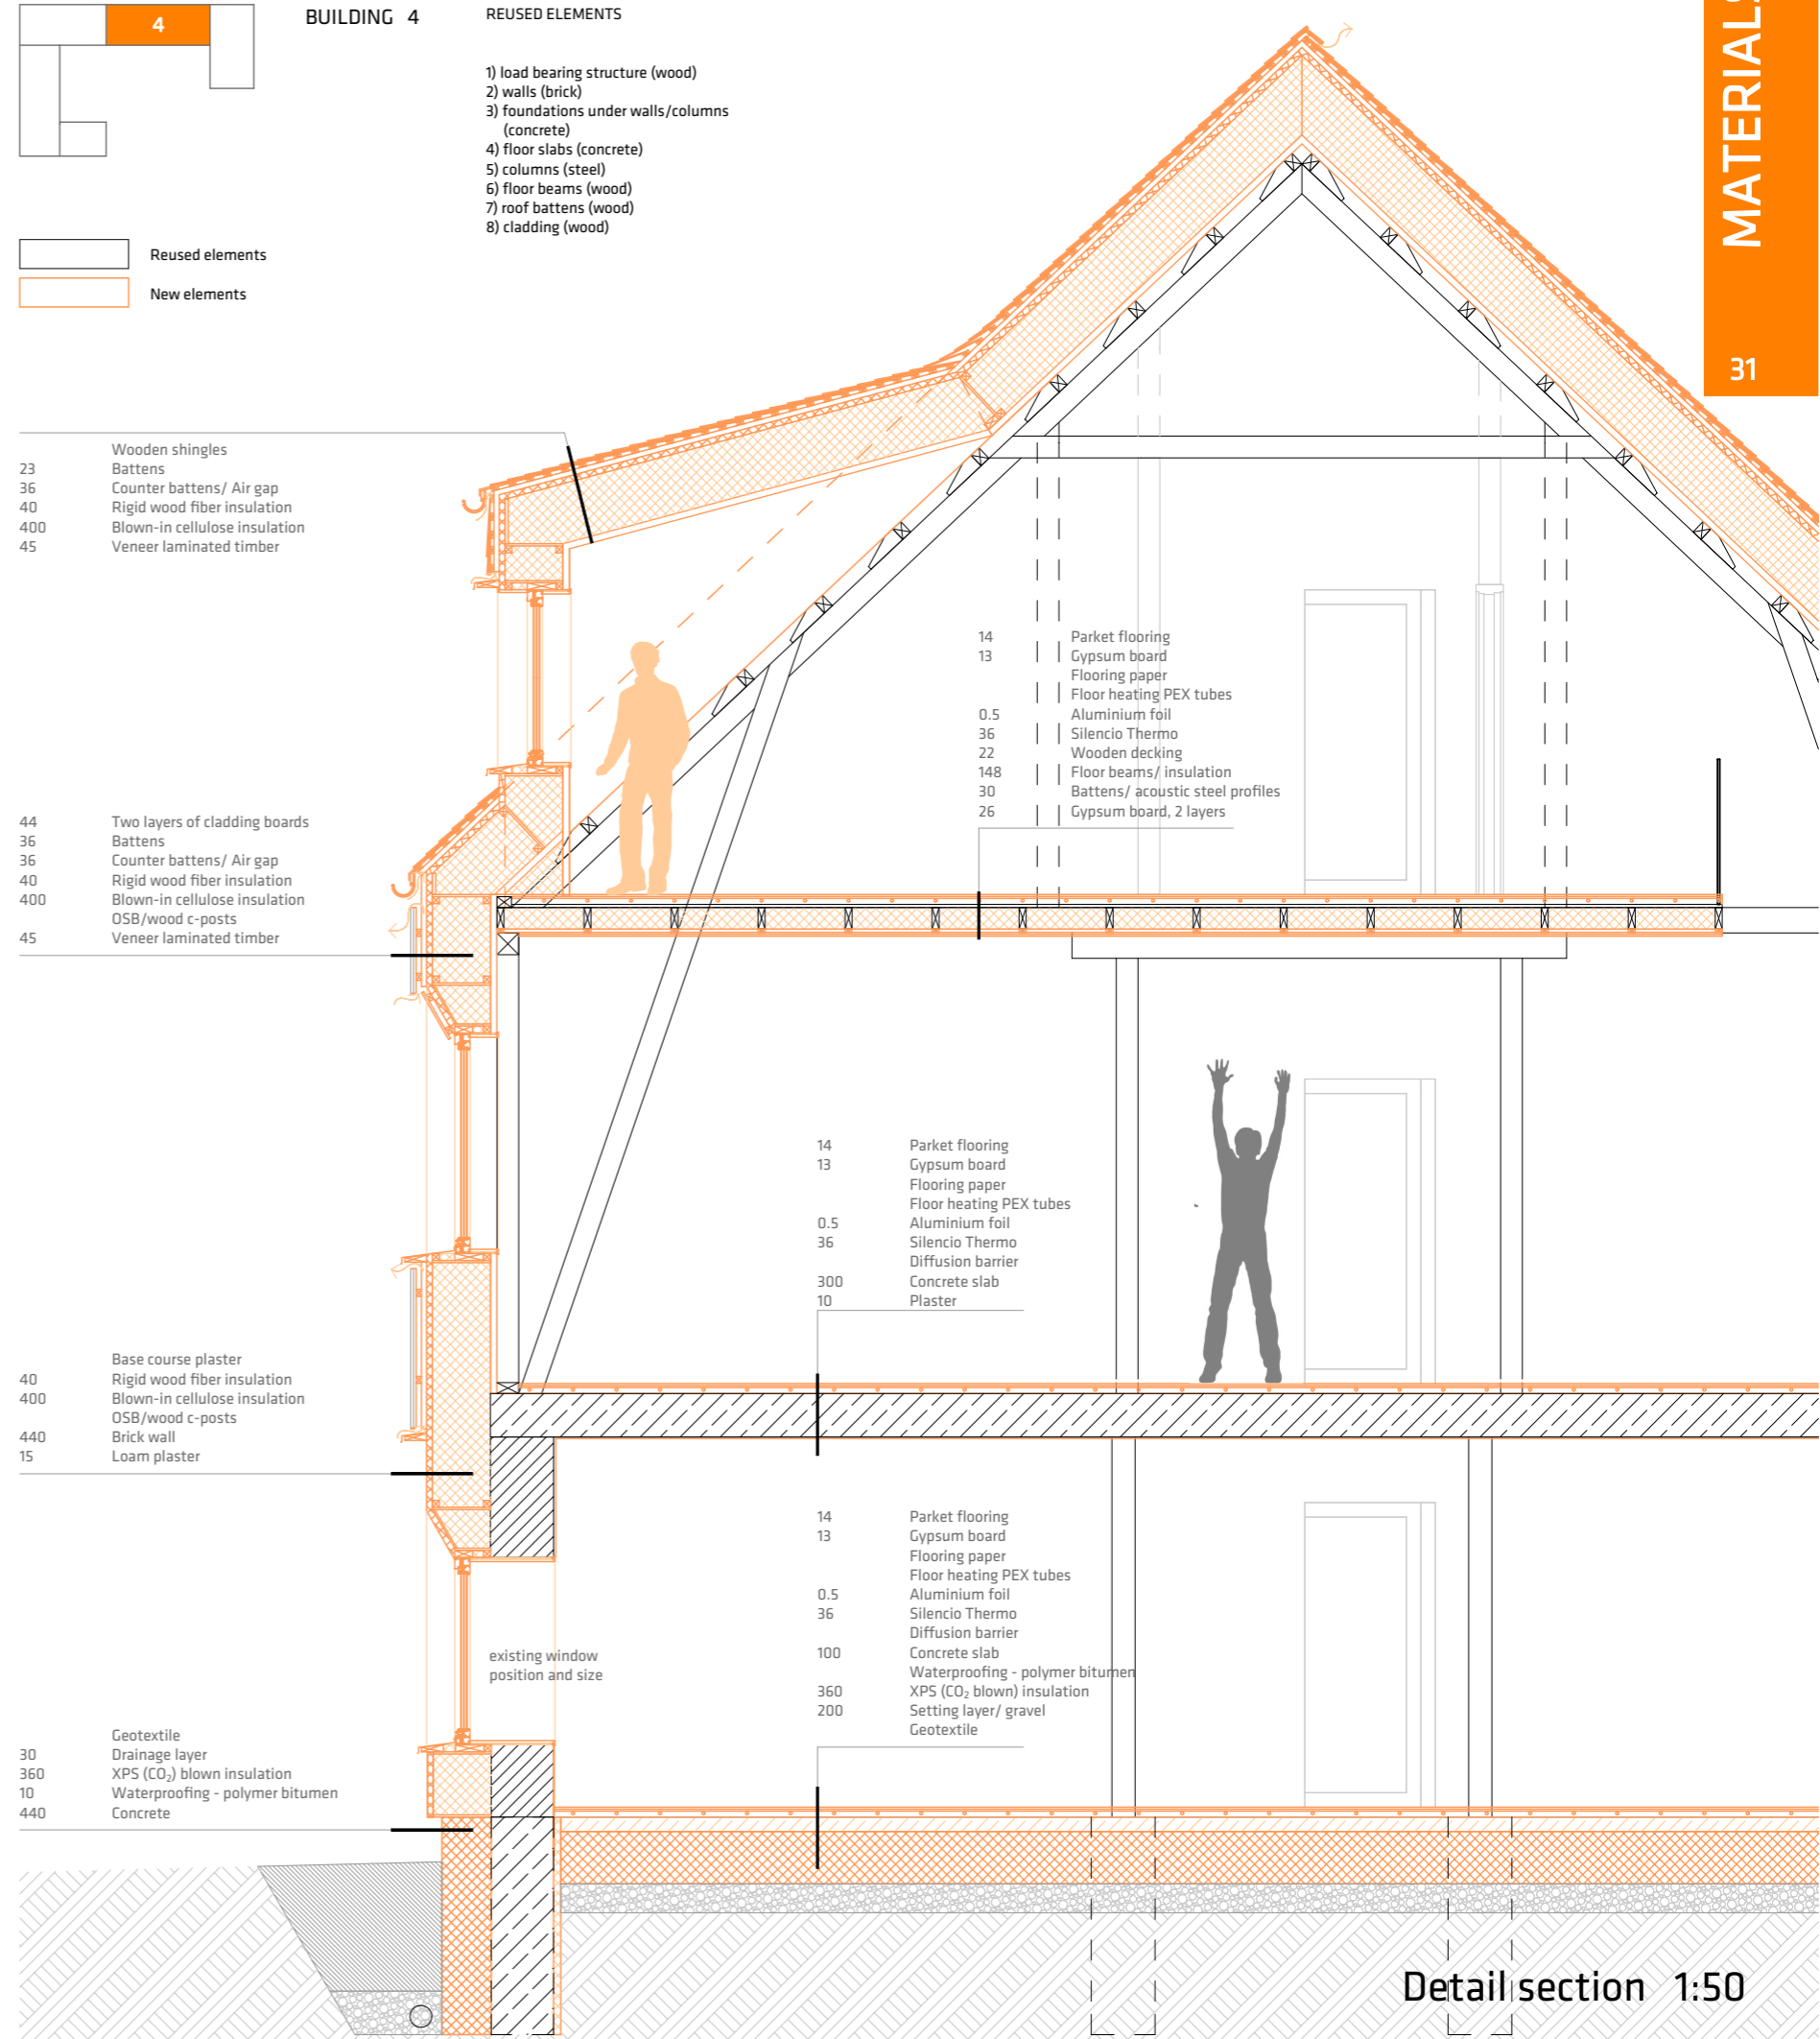 4
BUILDING 4
REUSED ELEMENTS
1) load bearing structure (wood)
2) walls (brick)
3) foundations under walls/columns
(concrete)
4) floor slabs (concrete)
5) columns (steel)
6) floor beams (wood)
7) roof battens (wood)
8) cladding (wood)
Reused elements
New elements
MATERIALS
31
Wooden shingles
23 Battens
36 Counter battens/ Air gap
40 Rigid wood fiber insulation
400 Blown-in cellulose insulation
45 Veneer laminated timber
14 Parket flooring
13 Gypsum board
Flooring paper
Floor heating PEX tubes
0.5 Aluminium foil
36 Silencio Thermo
22 Wooden decking
148 Floor beams/ insulation
30 Battens/ acoustic steel profiles
26 Gypsum board, 2 layers
44 Two layers of cladding boards
36 Battens
36 Counter battens/ Air gap
40 Rigid wood fiber insulation
400 Blown-in cellulose insulation
OSB/wood c-posts
45 Veneer laminated timber
14 Parket flooring
13 Gypsum board
Flooring paper
Floor heating PEX tubes
0.5 Aluminium foil
36 Silencio Thermo
Diffusion barrier
300 Concrete slab
10 Plaster
Base course plaster
40 Rigid wood fiber insulation
400 Blown-in cellulose insulation
OSB/wood c-posts
440 Brick wall
15 Loam plaster
14 Parket flooring
13 Gypsum board
Flooring paper
Floor heating PEX tubes
0.5 Aluminium foil
36 Silencio Thermo
Diffusion barrier
100 Concrete slab
Waterproofing - polymer bitumen
360 XPS (CO₂ blown) insulation
200 Setting layer/ gravel
Geotextile
existing window
position and size
Geotextile
30 Drainage layer
360 XPS (CO₂) blown insulation
10 Waterproofing - polymer bitumen
440 Concrete
Detail section 1:50